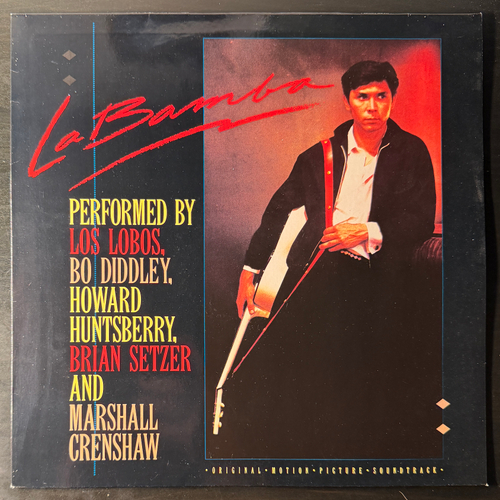 La Bamba
PERFORMED BY
LOS LOBOS,
BO DIDDLEY,
HOWARD
HUNTSBERRY,
BRIAN SETZER
AND
MARSHALL
CRENSHAW
· ORIGINAL · MOTION · PICTURE · SOUNDTRACK ·